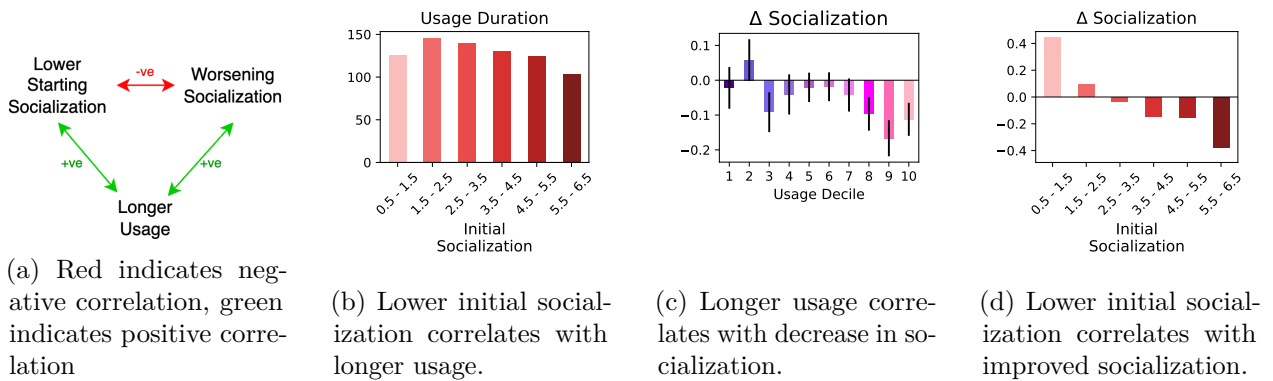 Lower
Starting
Socialization
-ve
Worsening
Socialization
+ve
+ve
Longer
Usage
(a) Red indicates neg-
ative correlation, green
indicates positive corre-
lation
Usage Duration
150
100
50
0
0.5 - 1.5
1.5 - 2.5
2.5 - 3.5
3.5 - 4.5
4.5 - 5.5
5.5 - 6.5
Initial
Socialization
(b) Lower initial social-
ization correlates with
longer usage.
Δ Socialization
0.1
0.0
−0.1
−0.2
1 2 3 4 5 6 7 8 9 10
Usage Decile
(c) Longer usage corre-
lates with decrease in so-
cialization.
Δ Socialization
0.4
0.2
0.0
−0.2
−0.4
0.5 - 1.5
1.5 - 2.5
2.5 - 3.5
3.5 - 4.5
4.5 - 5.5
5.5 - 6.5
Initial
Socialization
(d) Lower initial social-
ization correlates with
improved socialization.